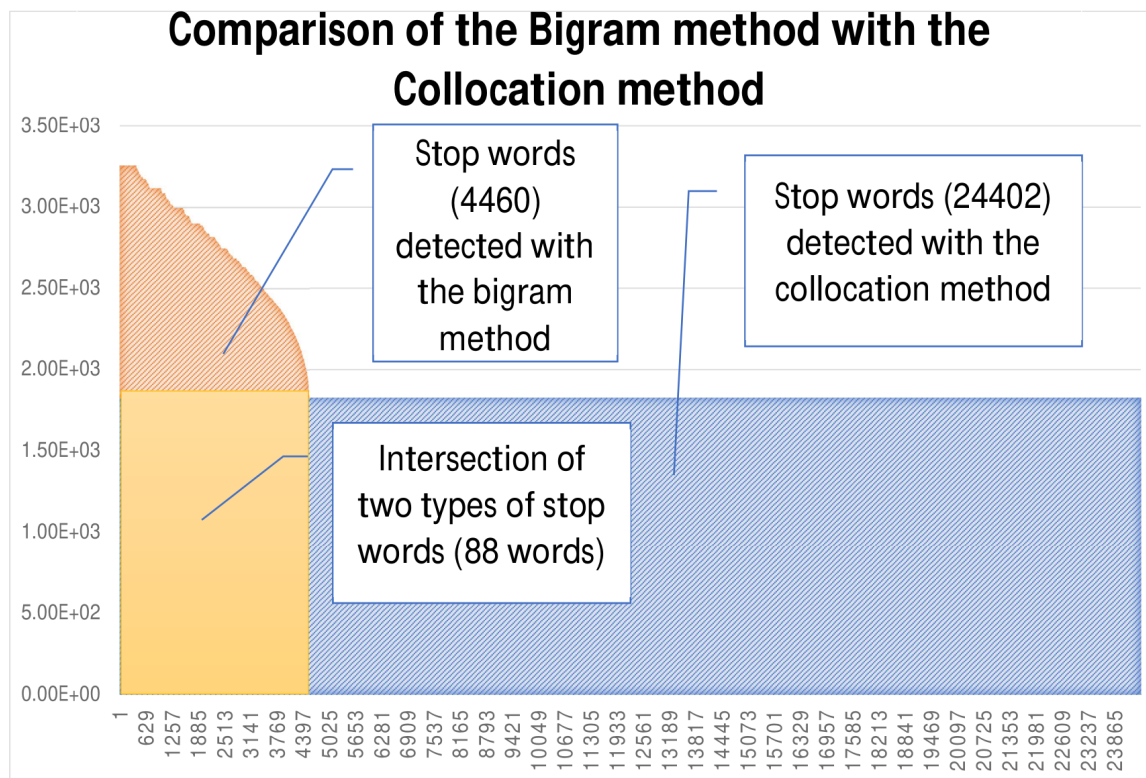 Comparison of the Bigram method with the
Collocation method
3.50E+03
3.00E+03
2.50E+03
2.00E+03
1.50E+03
1.00E+03
5.00E+02
0.00E+00
Stop words
(4460)
detected with
the bigram
method
Stop words (24402)
detected with the
collocation method
Intersection of
two types of stop
words (88 words)
1
629
1257
1885
2513
3141
3769
4397
5025
5653
6281
6909
7537
8165
8793
9421
10049
10677
11305
11933
12561
13189
13817
14445
15073
15701
16329
16957
17585
18213
18841
19469
20097
20725
21353
21981
22609
23237
23865